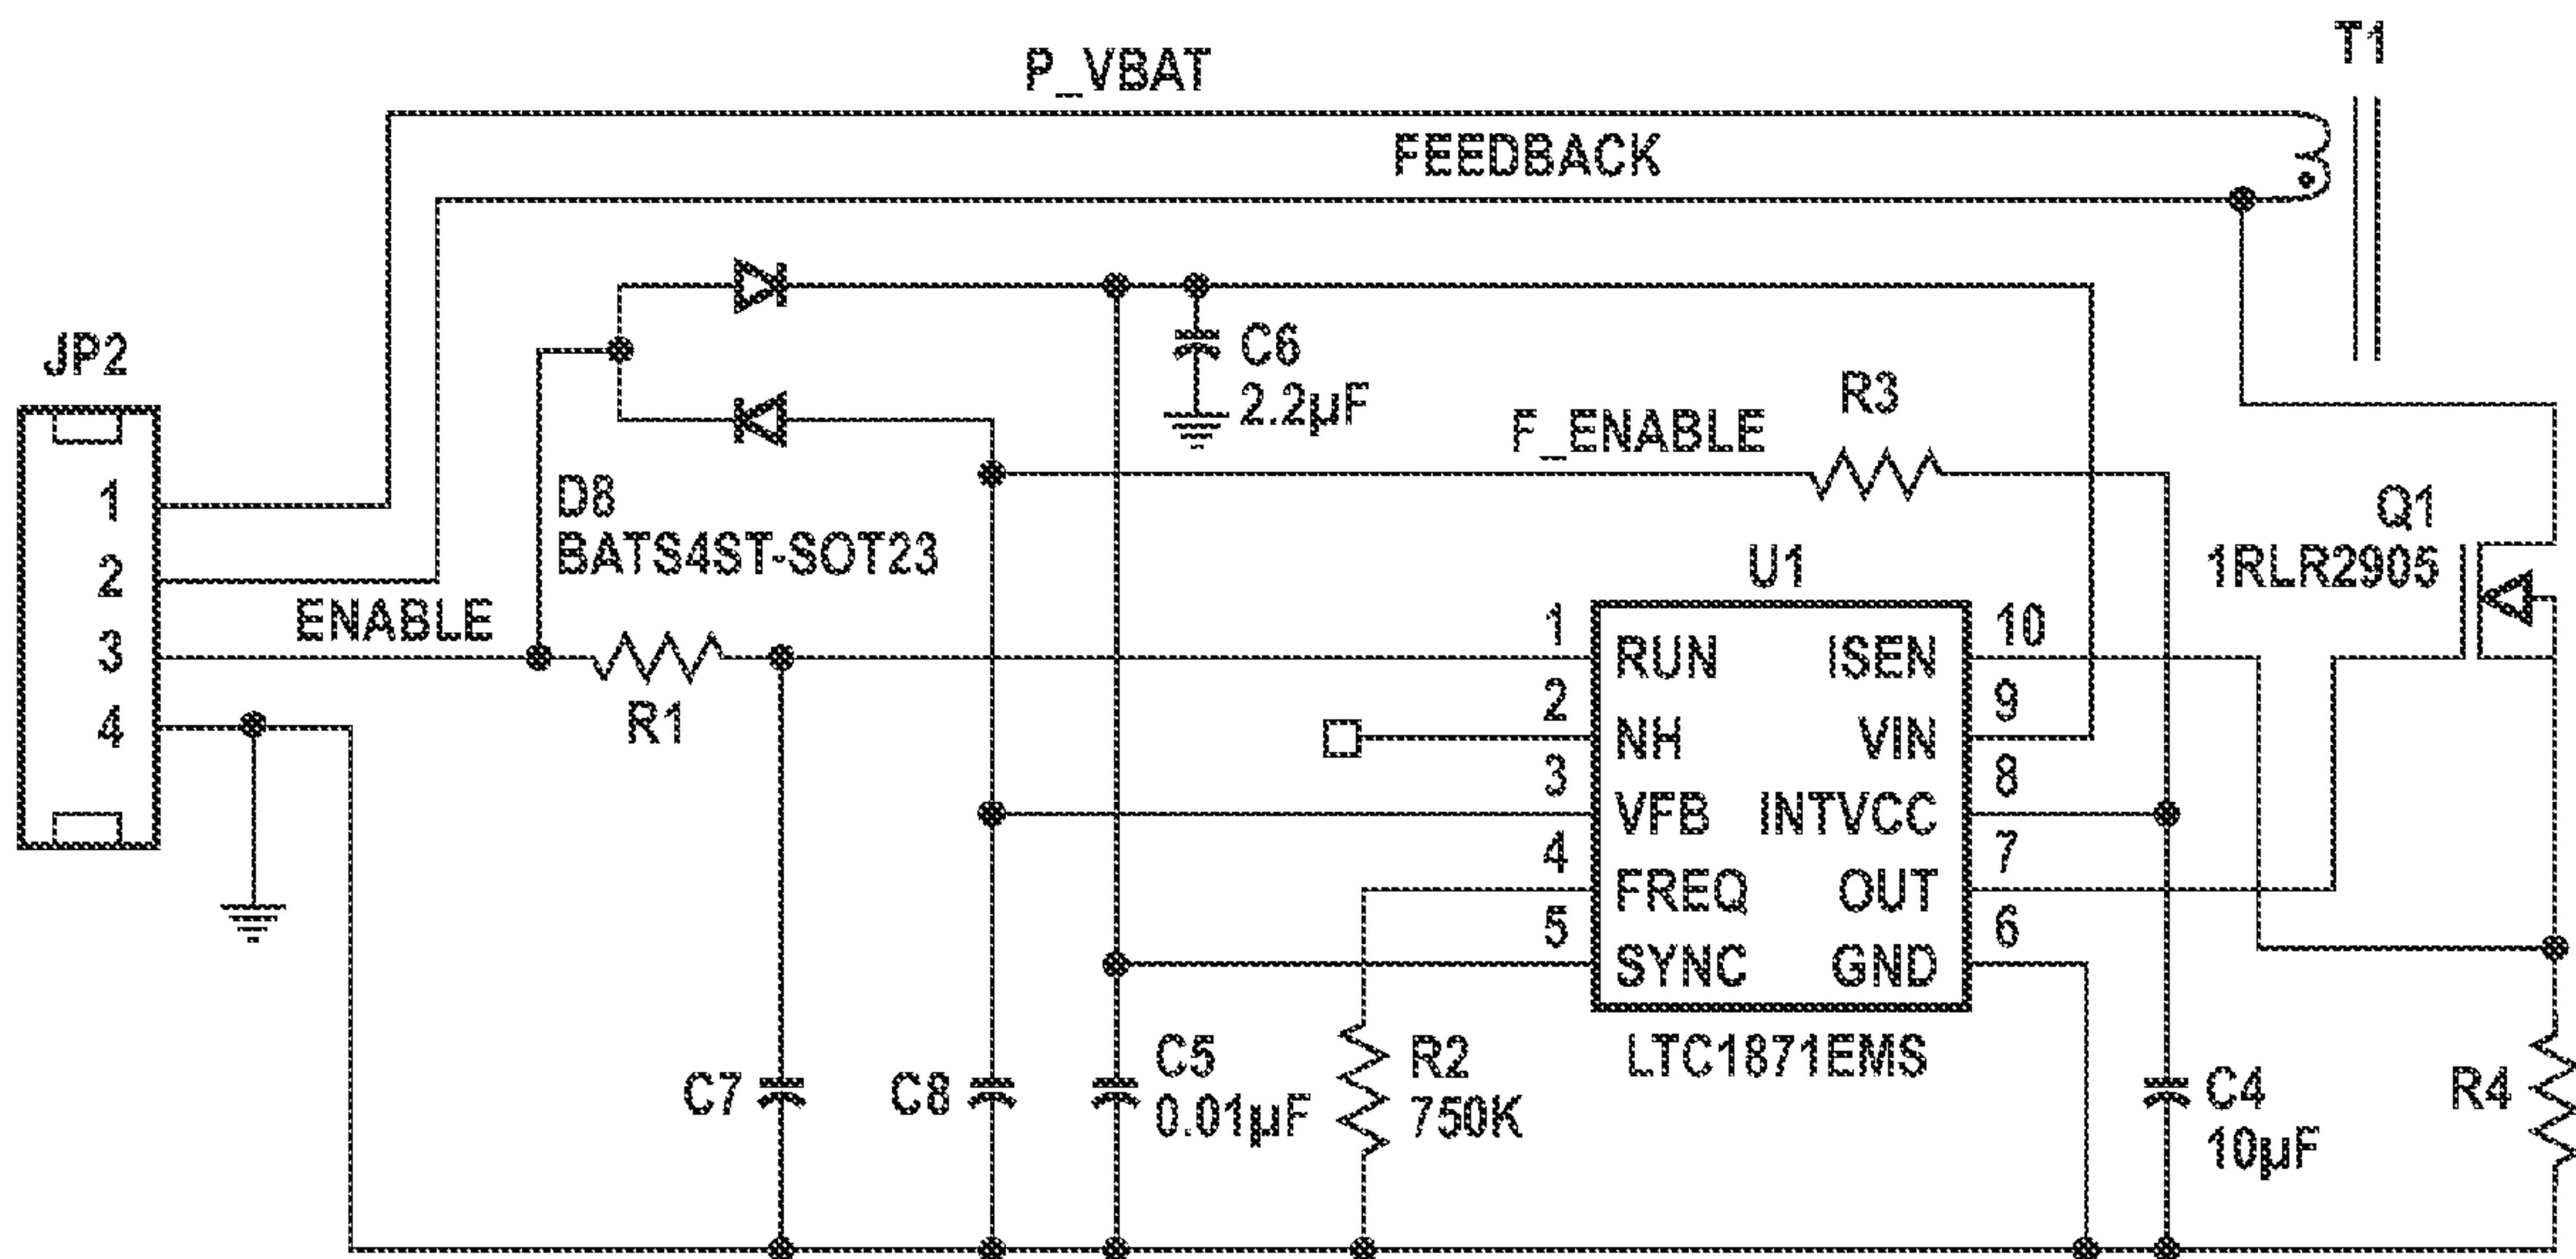 T1
P_VBAT
FEEDBACK
JP2
C6
2.2µF
R3
F_ENABLE
D8
BATS4ST-SOT23
1
2
3
4
ENABLE
R1
Q1
1RLR2905
U1
1
RUN
ISEN
10
2
NH
VIN
9
3
VFB
INTVCC
8
4
FREQ
OUT
7
5
SYNC
GND
6
LTC1871EMS
C7
C8
C5
0.01µF
R2
750K
C4
10µF
R4